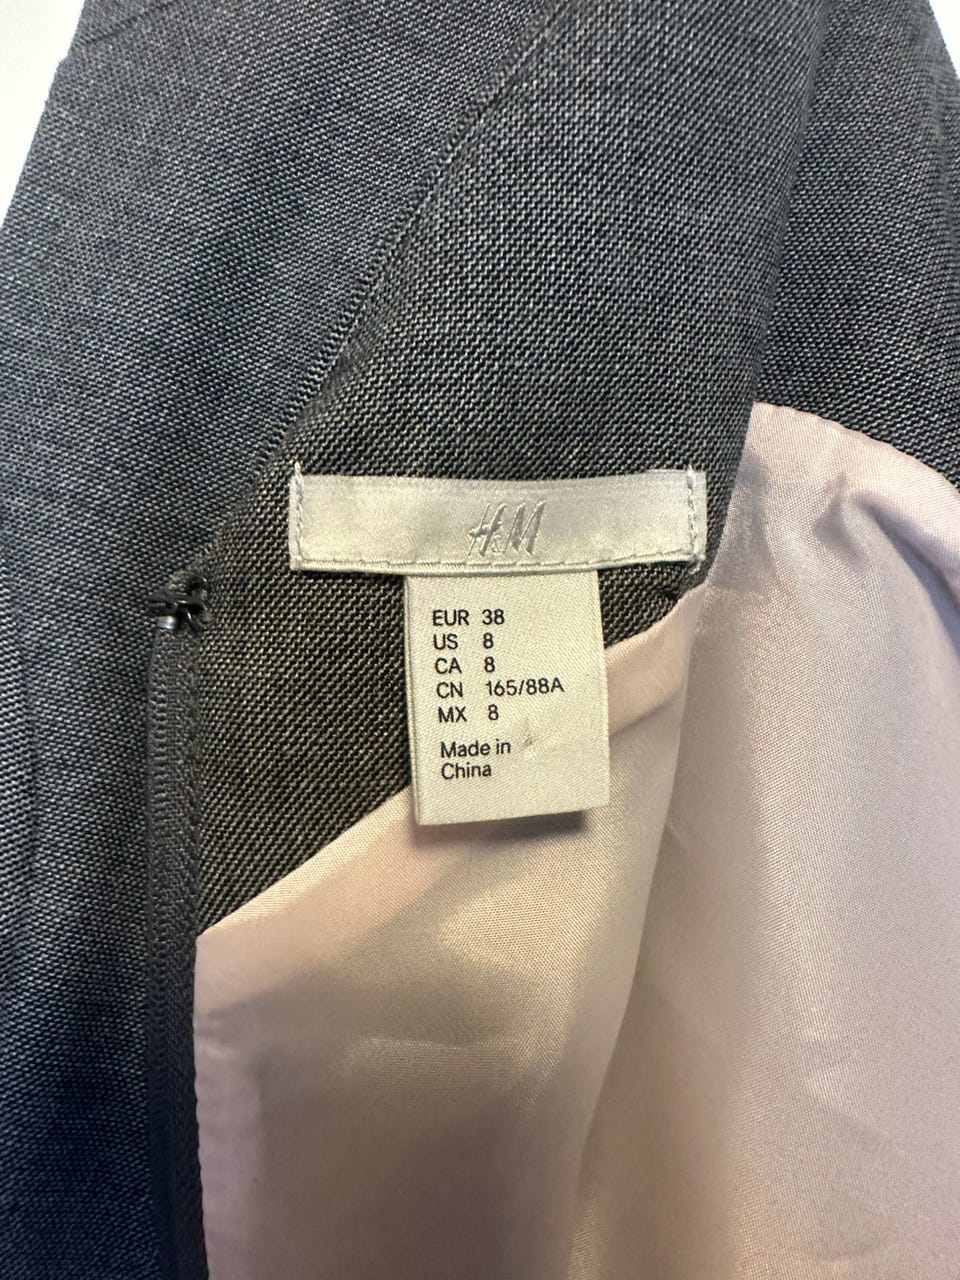 H&M
EUR 38
US 8
CA 8
CN 165/88A
MX 8
Made in
China